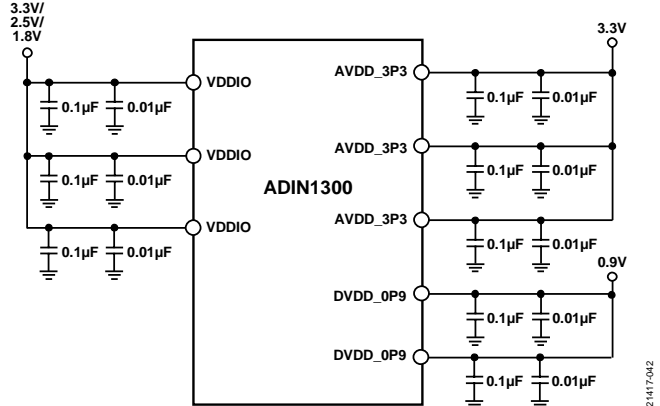 3.3V/
2.5V/
1.8V
3.3V
VDDIO
AVDD_3P3
0.1µF
0.01µF
0.1µF
0.01µF
VDDIO
AVDD_3P3
0.1µF
0.01µF
0.1µF
0.01µF
ADIN1300
VDDIO
AVDD_3P3
0.1µF
0.01µF
0.1µF
0.01µF
0.9V
DVDD_0P9
0.1µF
0.01µF
DVDD_0P9
0.1µF
0.01µF
21417-042